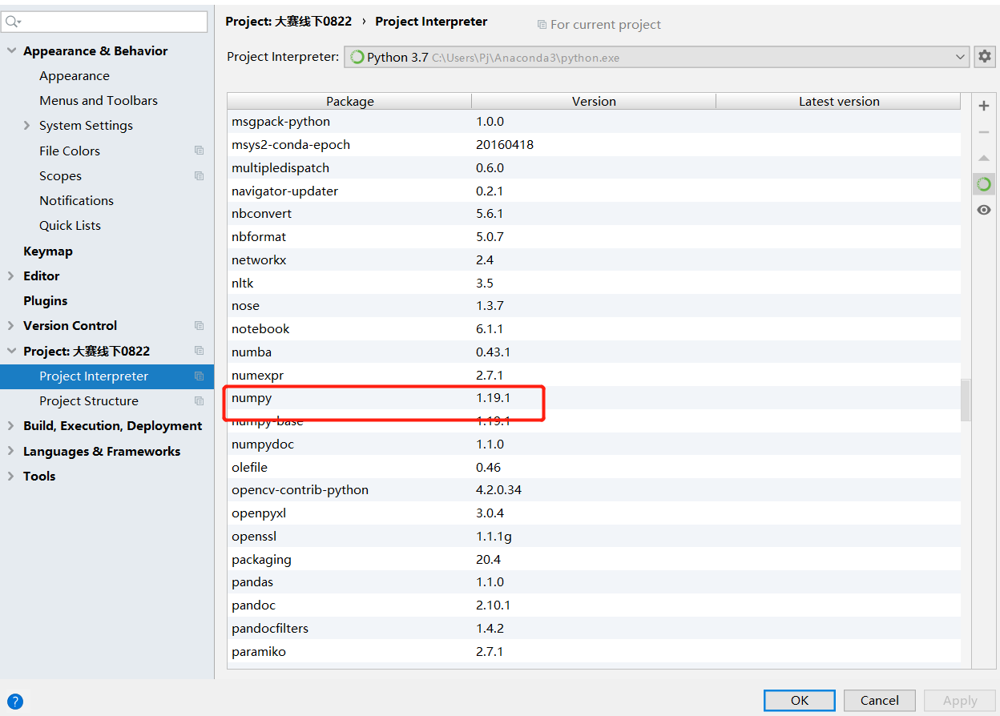 Project: 大赛线下0822 › Project Interpreter
For current project
Appearance & Behavior
Appearance
Menus and Toolbars
System Settings
File Colors
Scopes
Notifications
Quick Lists
Keymap
Editor
Plugins
Version Control
Project: 大赛线下0822
Project Interpreter
Project Structure
Build, Execution, Deployment
Languages & Frameworks
Tools
Project Interpreter: Python 3.7 C:\Users\Pj\Anaconda3\python.exe
Package Version Latest version
msgpack-python 1.0.0
msys2-conda-epoch 20160418
multipledispatch 0.6.0
navigator-updater 0.2.1
nbconvert 5.6.1
nbformat 5.0.7
networkx 2.4
nltk 3.5
nose 1.3.7
notebook 6.1.1
numba 0.43.1
numexpr 2.7.1
numpy 1.19.1
numpy-base 1.19.1
numpydoc 1.1.0
olefile 0.46
opencv-contrib-python 4.2.0.34
openpyxl 3.0.4
openssl 1.1.1g
packaging 20.4
pandas 1.1.0
pandoc 2.10.1
pandocfilters 1.4.2
paramiko 2.7.1
? OK Cancel Apply